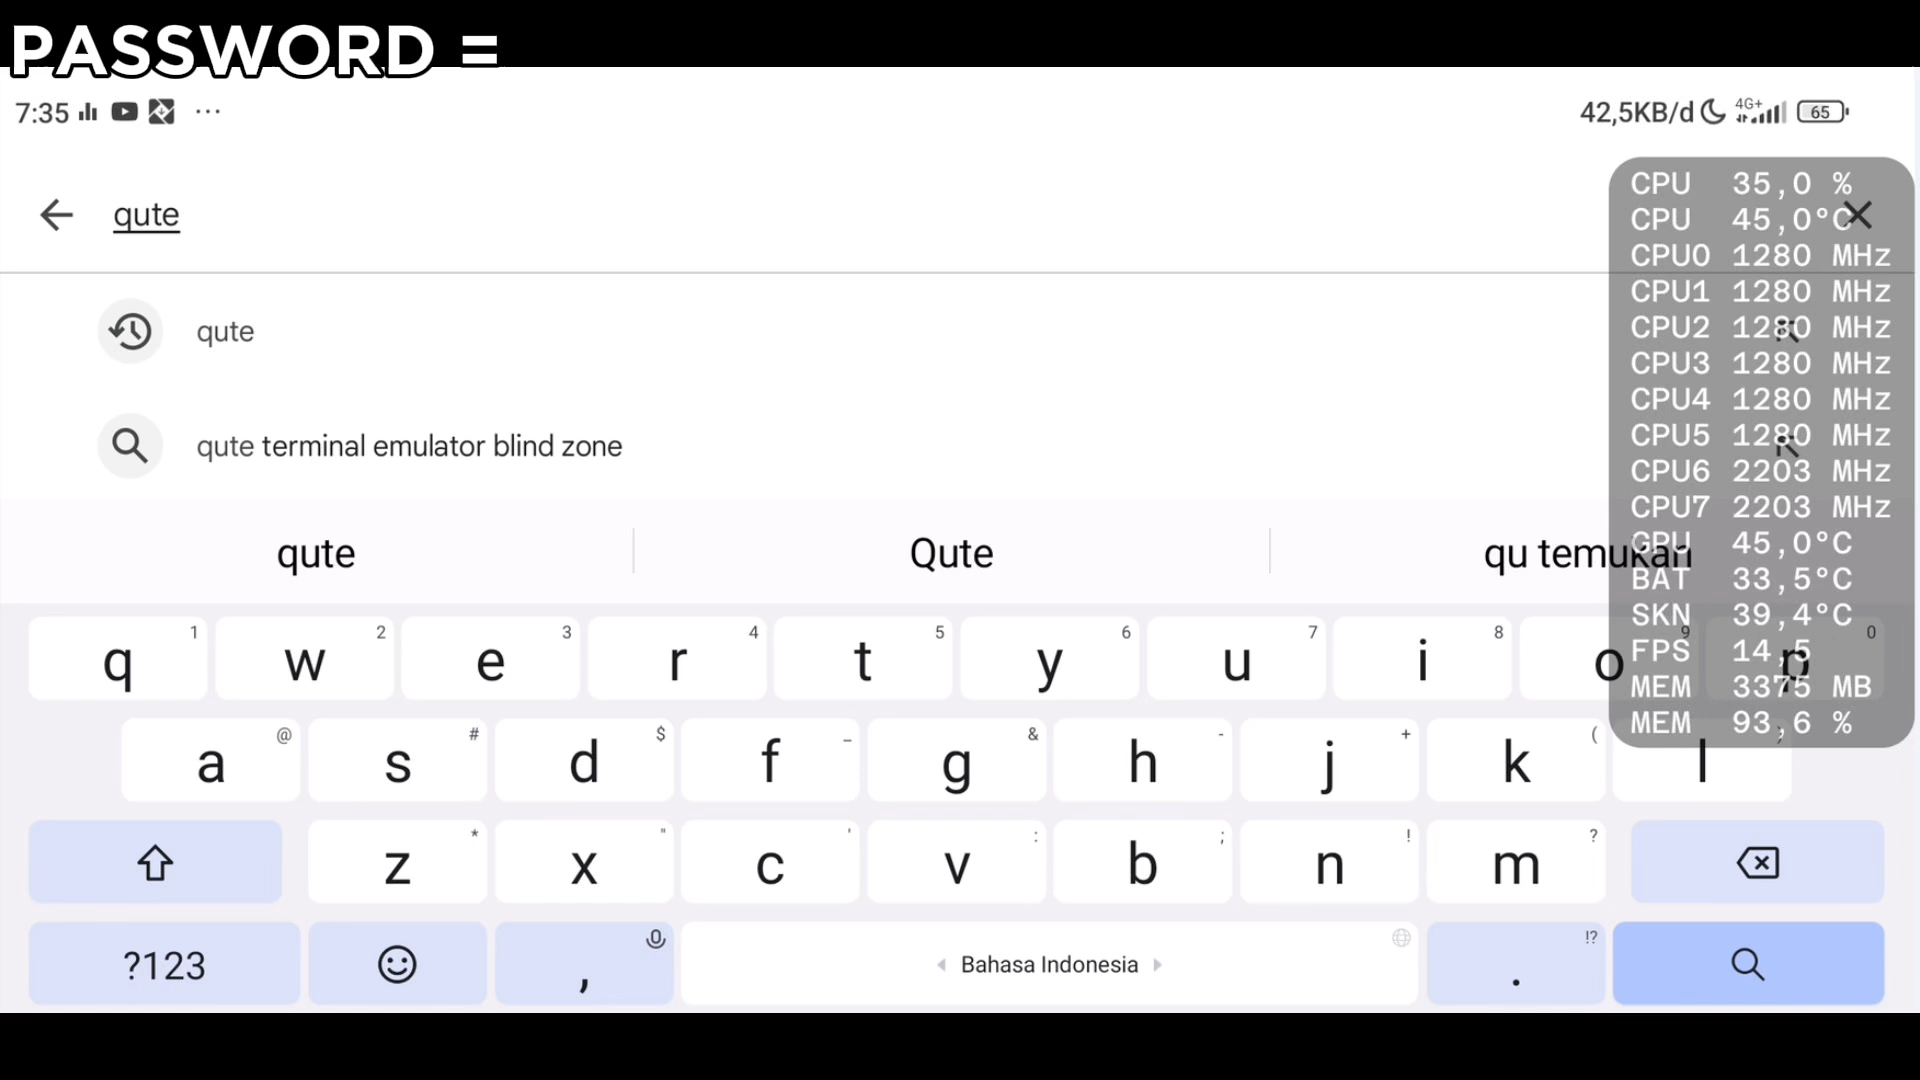 PASSWORD =
7:35
42,5KB/d
4G+
65
qute
qute
qute terminal emulator blind zone
CPU 35,0 %
CPU 45,0°C
CPU0 1280 MHz
CPU1 1280 MHz
CPU2 1280 MHz
CPU3 1280 MHz
CPU4 1280 MHz
CPU5 1280 MHz
CPU6 2203 MHz
CPU7 2203 MHz
GPU 45,0°C
BAT 33,5°C
SKN 39,4°C
FPS 14,5
MEM 3375 MB
MEM 93,6 %
qute Qute qu temukan
q 1 w 2 e 3 r 4 t 5 y 6 u 7 i 8 o 9 p 0
a @ s # d $ f _ g & h - j + k ( l )
z * x " c ' v : b ; n ! m ?
?123 , Bahasa Indonesia . !?